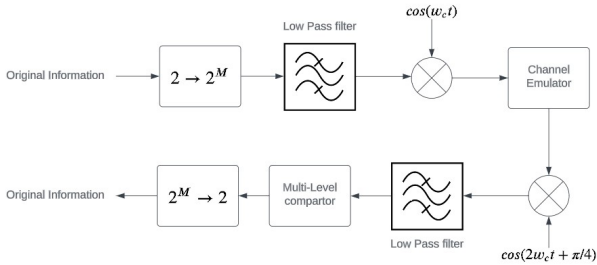 cos(w_c t)
Low Pass filter
Original Information
2 → 2^M
Channel
Emulator
Original Information
2^M → 2
Multi-Level
compartor
Low Pass filter
cos(2w_c t + π/4)